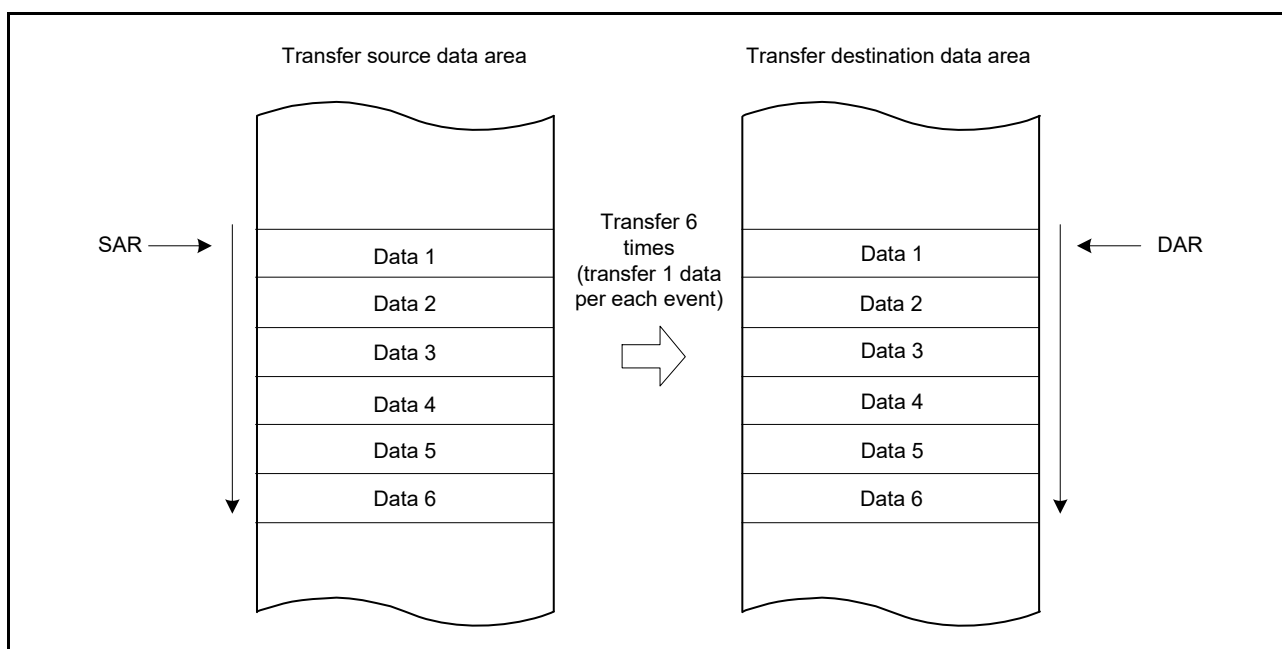 Transfer source data area
Transfer destination data area
SAR
Data 1
Data 2
Data 3
Data 4
Data 5
Data 6
Transfer 6
times
(transfer 1 data
per each event)
Data 1
Data 2
Data 3
Data 4
Data 5
Data 6
DAR